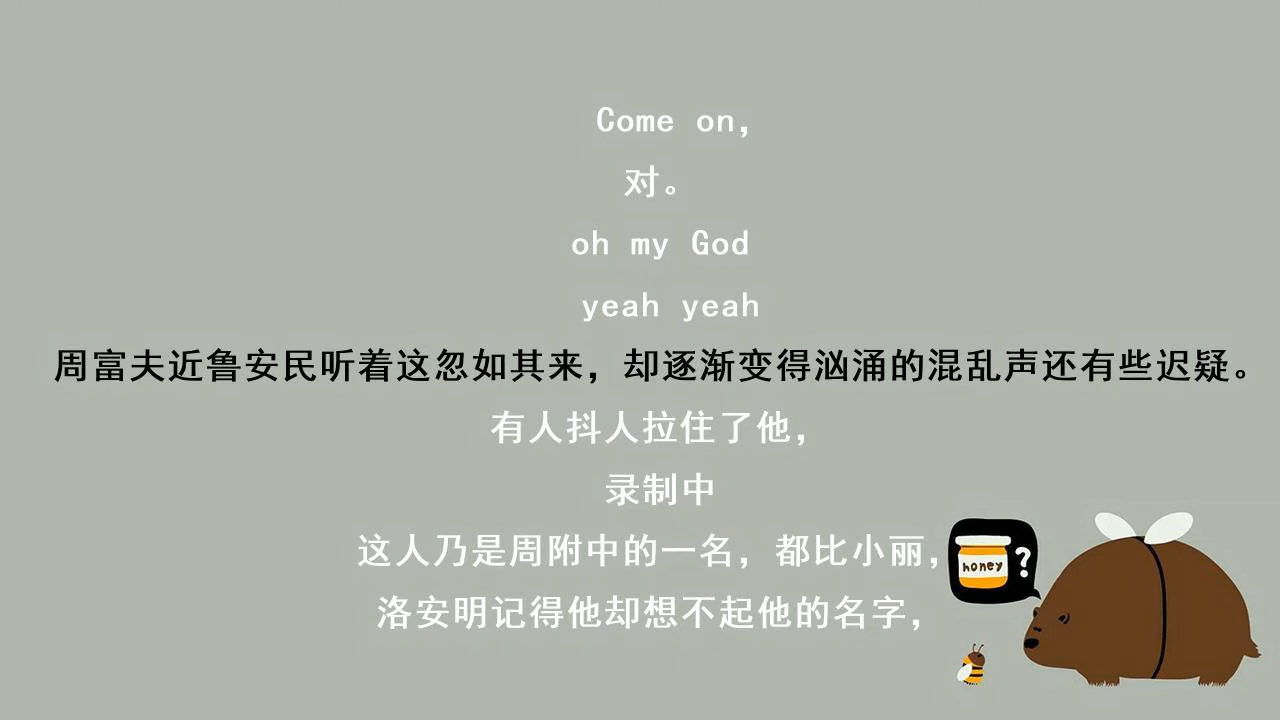 Come on，
对。
oh my God
yeah yeah
周富夫近鲁安民听着这忽如其来，却逐渐变得汹涌的混乱声还有些迟疑。
有人抖人拉住了他，
录制中
这人乃是周附中的一名，都比小丽，
洛安明记得他却想不起他的名字，
honey
?